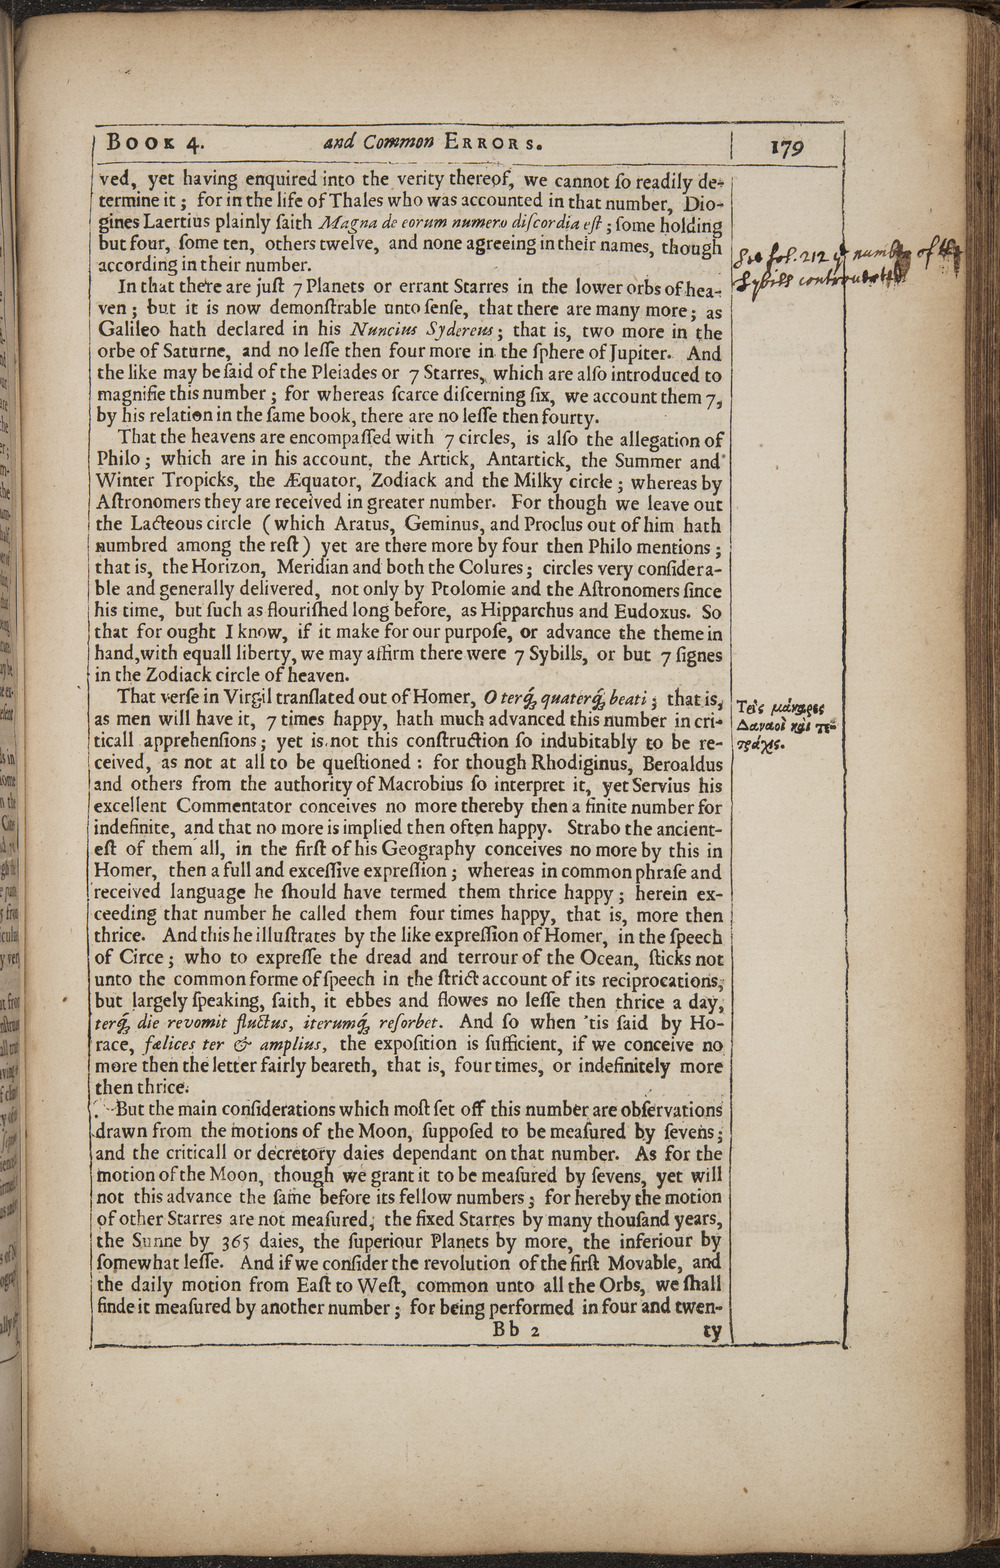 BOOK 4. and Common ERRORS. 179
ved, yet having enquired into the verity thereof, we cannot ſo readily de-
termine it ; for in the life of Thales who was accounted in that number, Dio-
gines Laertius plainly ſaith Magna de eorum numero diſcordia eſt ; ſome holding
but four, ſome ten, others twelve, and none agreeing in their names, though
according in their number.
See fol. 212 yͤ number of the
Sybills controverted
In that there are juſt 7 Planets or errant Starres in the lower orbs of hea-
ven ; but it is now demonſtrable unto ſenſe, that there are many more ; as
Galileo hath declared in his Nuncius Sydereus ; that is, two more in the
orbe of Saturne, and no leſſe then four more in the ſphere of Jupiter. And
the like may be ſaid of the Pleiades or 7 Starres, which are alſo introduced to
magnifie this number ; for whereas ſcarce diſcerning ſix, we account them 7,
by his relation in the ſame book, there are no leſſe then fourty.
That the heavens are encompaſſed with 7 circles, is alſo the allegation of
Philo ; which are in his account, the Artick, Antartick, the Summer and
Winter Tropicks, the Æquator, Zodiack and the Milky circle ; whereas by
Aſtronomers they are received in greater number. For though we leave out
the Lacteous circle ( which Aratus, Geminus, and Proclus out of him hath
numbred among the reſt ) yet are there more by four then Philo mentions ;
that is, the Horizon, Meridian and both the Colures ; circles very conſidera-
ble and generally delivered, not only by Ptolomie and the Aſtronomers ſince
his time, but ſuch as flouriſhed long before, as Hipparchus and Eudoxus. So
that for ought I know, if it make for our purpoſe, or advance the theme in
hand, with equall liberty, we may affirm there were 7 Sybills, or but 7 ſignes
in the Zodiack circle of heaven.
That verſe in Virgil tranſlated out of Homer, O terq́; quaterq́; beati ; that is,
as men will have it, 7 times happy, hath much advanced this number in cri-
ticall apprehenſions ; yet is not this conſtruction ſo indubitably to be re-
ceived, as not at all to be queſtioned : for though Rhodiginus, Beroaldus
and others from the authority of Macrobius ſo interpret it, yet Servius his
excellent Commentator conceives no more thereby then a finite number for
indefinite, and that no more is implied then often happy. Strabo the ancient-
eſt of them all, in the firſt of his Geography conceives no more by this in
Homer, then a full and exceſſive expreſſion ; whereas in common phraſe and
received language he ſhould have termed them thrice happy ; herein ex-
ceeding that number he called them four times happy, that is, more then
thrice. And this he illuſtrates by the like expreſſion of Homer, in the ſpeech
of Circe ; who to expreſſe the dread and terrour of the Ocean, ſticks not
unto the common forme of ſpeech in the ſtrict account of its reciprocations,
but largely ſpeaking, ſaith, it ebbes and flowes no leſſe then thrice a day,
terq́; die revomit fluctus, iterumq́; reſorbet. And ſo when 'tis ſaid by Ho-
race, fælices ter & amplius, the expoſition is ſufficient, if we conceive no
more then the letter fairly beareth, that is, four times, or indefinitely more
then thrice.
Τρὶς μάκαρες
Δαναοὶ καὶ τε-
τράκις.
But the main conſiderations which moſt ſet off this number are obſervations
drawn from the motions of the Moon, ſuppoſed to be meaſured by ſevens ;
and the criticall or decretory daies dependant on that number. As for the
motion of the Moon, though we grant it to be meaſured by ſevens, yet will
not this advance the ſame before its fellow numbers ; for hereby the motion
of other Starres are not meaſured, the fixed Starres by many thouſand years,
the Sunne by 365 daies, the ſuperiour Planets by more, the inferiour by
ſomewhat leſſe. And if we conſider the revolution of the firſt Movable, and
the daily motion from Eaſt to Weſt, common unto all the Orbs, we ſhall
finde it meaſured by another number ; for being performed in four and twen-
Bb 2 ty